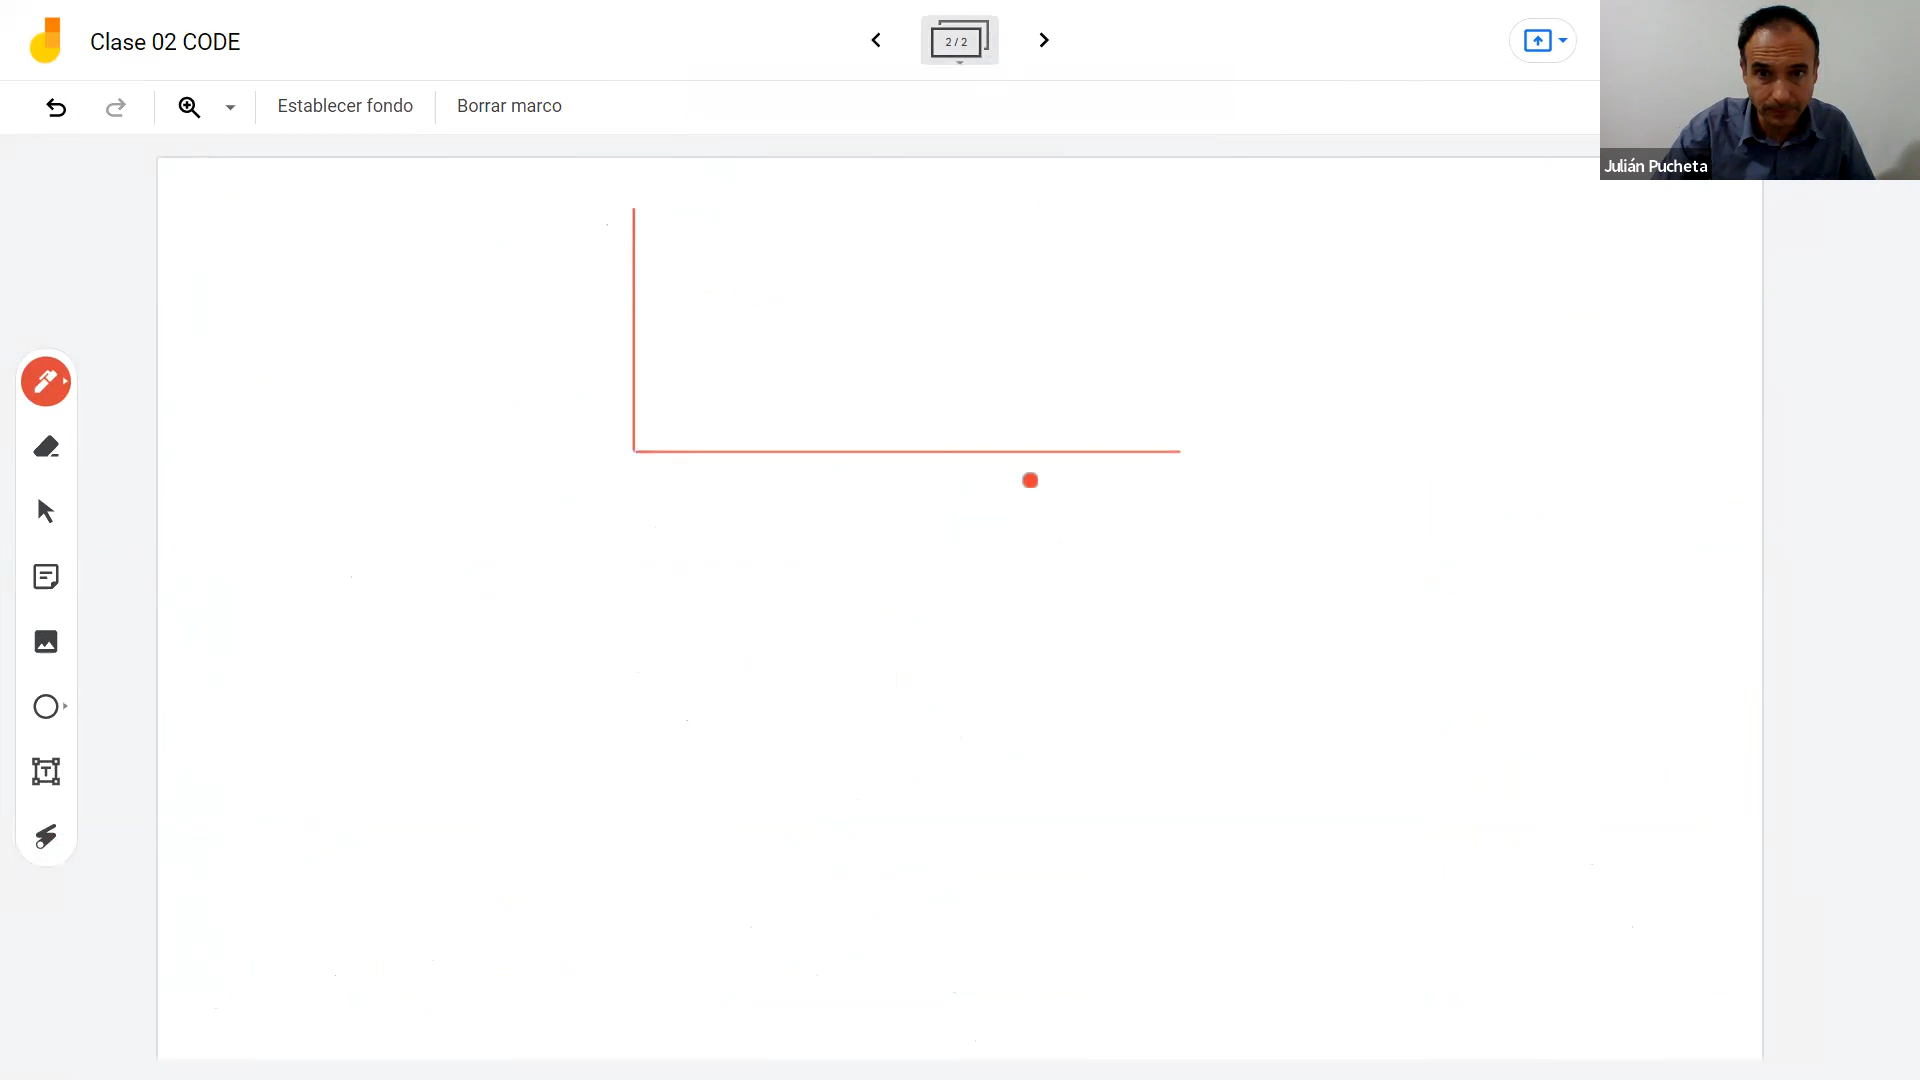 Clase 02 CODE
2 / 2
Establecer fondo
Borrar marco
Julián Pucheta